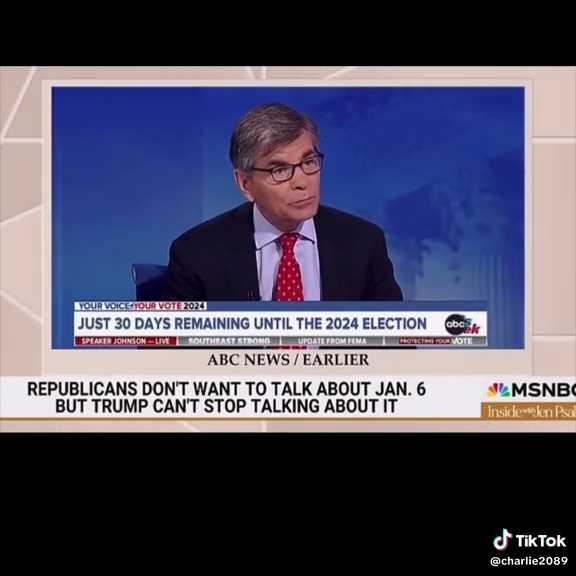 YOUR VOICE YOUR VOTE 2024
JUST 30 DAYS REMAINING UNTIL THE 2024 ELECTION
abc
SPEAKER JOHNSON — LIVE SOUTHEAST STRONG UPDATE FROM FEMA PROTECTING YOUR VOTE
ABC NEWS / EARLIER
REPUBLICANS DON'T WANT TO TALK ABOUT JAN. 6
BUT TRUMP CAN'T STOP TALKING ABOUT IT
MSNBC
Inside with Jen Psa
TikTok
@charlie2089